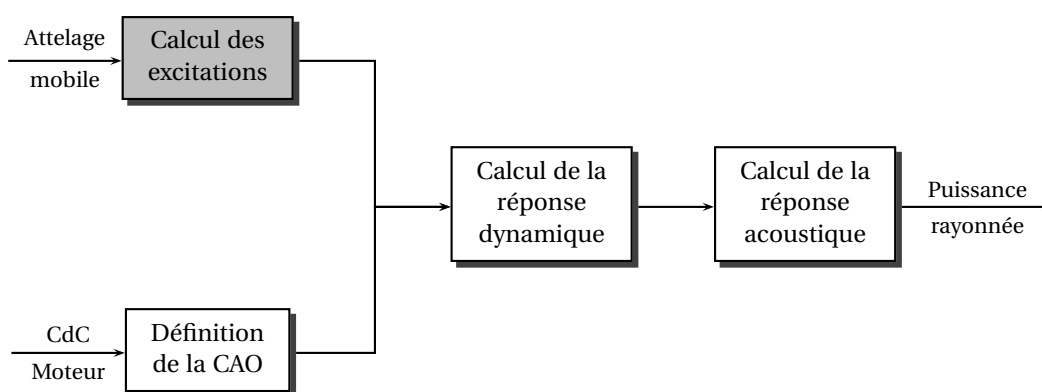 Attelage
mobile
Calcul des
excitations
Calcul de la
réponse
dynamique
Calcul de la
réponse
acoustique
Puissance
rayonnée
CdC
Moteur
Définition
de la CAO